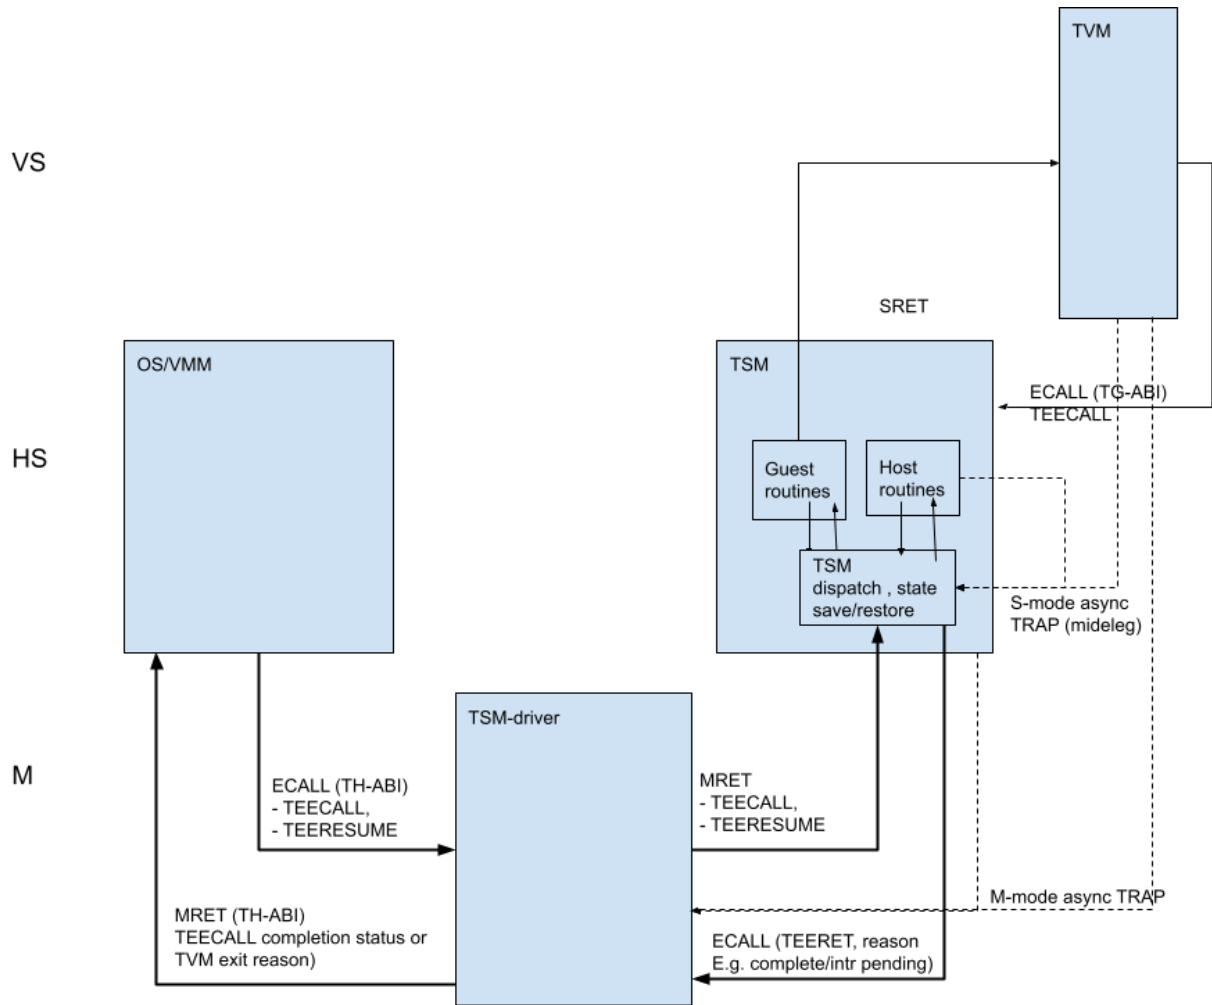 TVM
VS
SRET
OS/VMM
TSM
ECALL (TG-ABI)
TEECALL
HS
Guest
routines
Host
routines
TSM
dispatch , state
save/restore
S-mode async
TRAP (mideleg)
TSM-driver
M
ECALL (TH-ABI)
- TEECALL,
- TEERESUME
MRET
- TEECALL,
- TEERESUME
M-mode async TRAP
MRET (TH-ABI)
TEECALL completion status or
TVM exit reason)
ECALL (TEERET, reason
E.g. complete/intr pending)